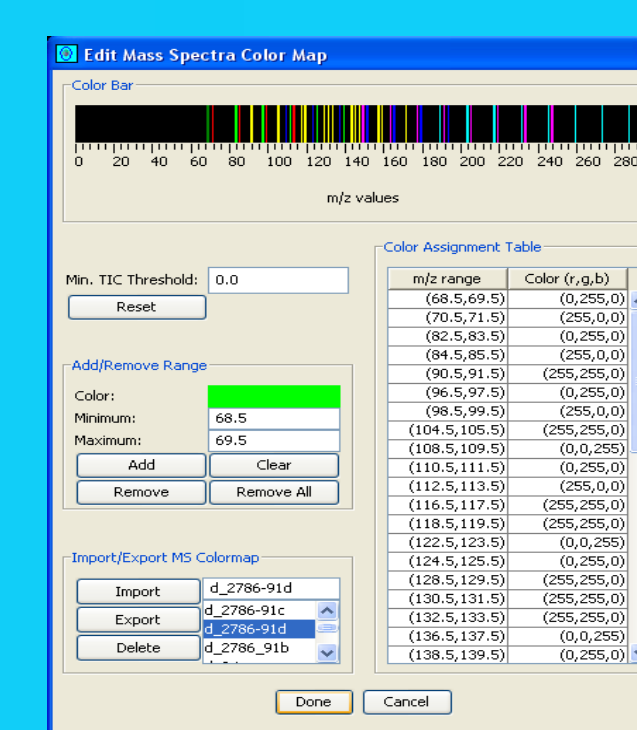 Edit Mass Spectra Color Map
Color Bar
0 20 40 60 80 100 120 140 160 180 200 220 240 260 280
m/z values
Min. TIC Threshold: 0.0
Reset
Add/Remove Range
Color:
Minimum: 68.5
Maximum: 69.5
Add Clear
Remove Remove All
Import/Export MS Colormap
Import d_2786-91d
Export d_2786-91c
d_2786-91d
Delete d_2786_91b
Color Assignment Table
m/z range Color (r,g,b)
(68.5,69.5) (0,255,0)
(70.5,71.5) (255,0,0)
(82.5,83.5) (0,255,0)
(84.5,85.5) (255,0,0)
(90.5,91.5) (255,255,0)
(96.5,97.5) (0,255,0)
(98.5,99.5) (255,0,0)
(104.5,105.5) (255,255,0)
(108.5,109.5) (0,0,255)
(110.5,111.5) (0,255,0)
(112.5,113.5) (255,0,0)
(116.5,117.5) (255,255,0)
(118.5,119.5) (255,255,0)
(122.5,123.5) (0,0,255)
(124.5,125.5) (0,255,0)
(128.5,129.5) (255,255,0)
(130.5,131.5) (255,255,0)
(132.5,133.5) (255,255,0)
(136.5,137.5) (0,0,255)
(138.5,139.5) (0,255,0)
Done Cancel